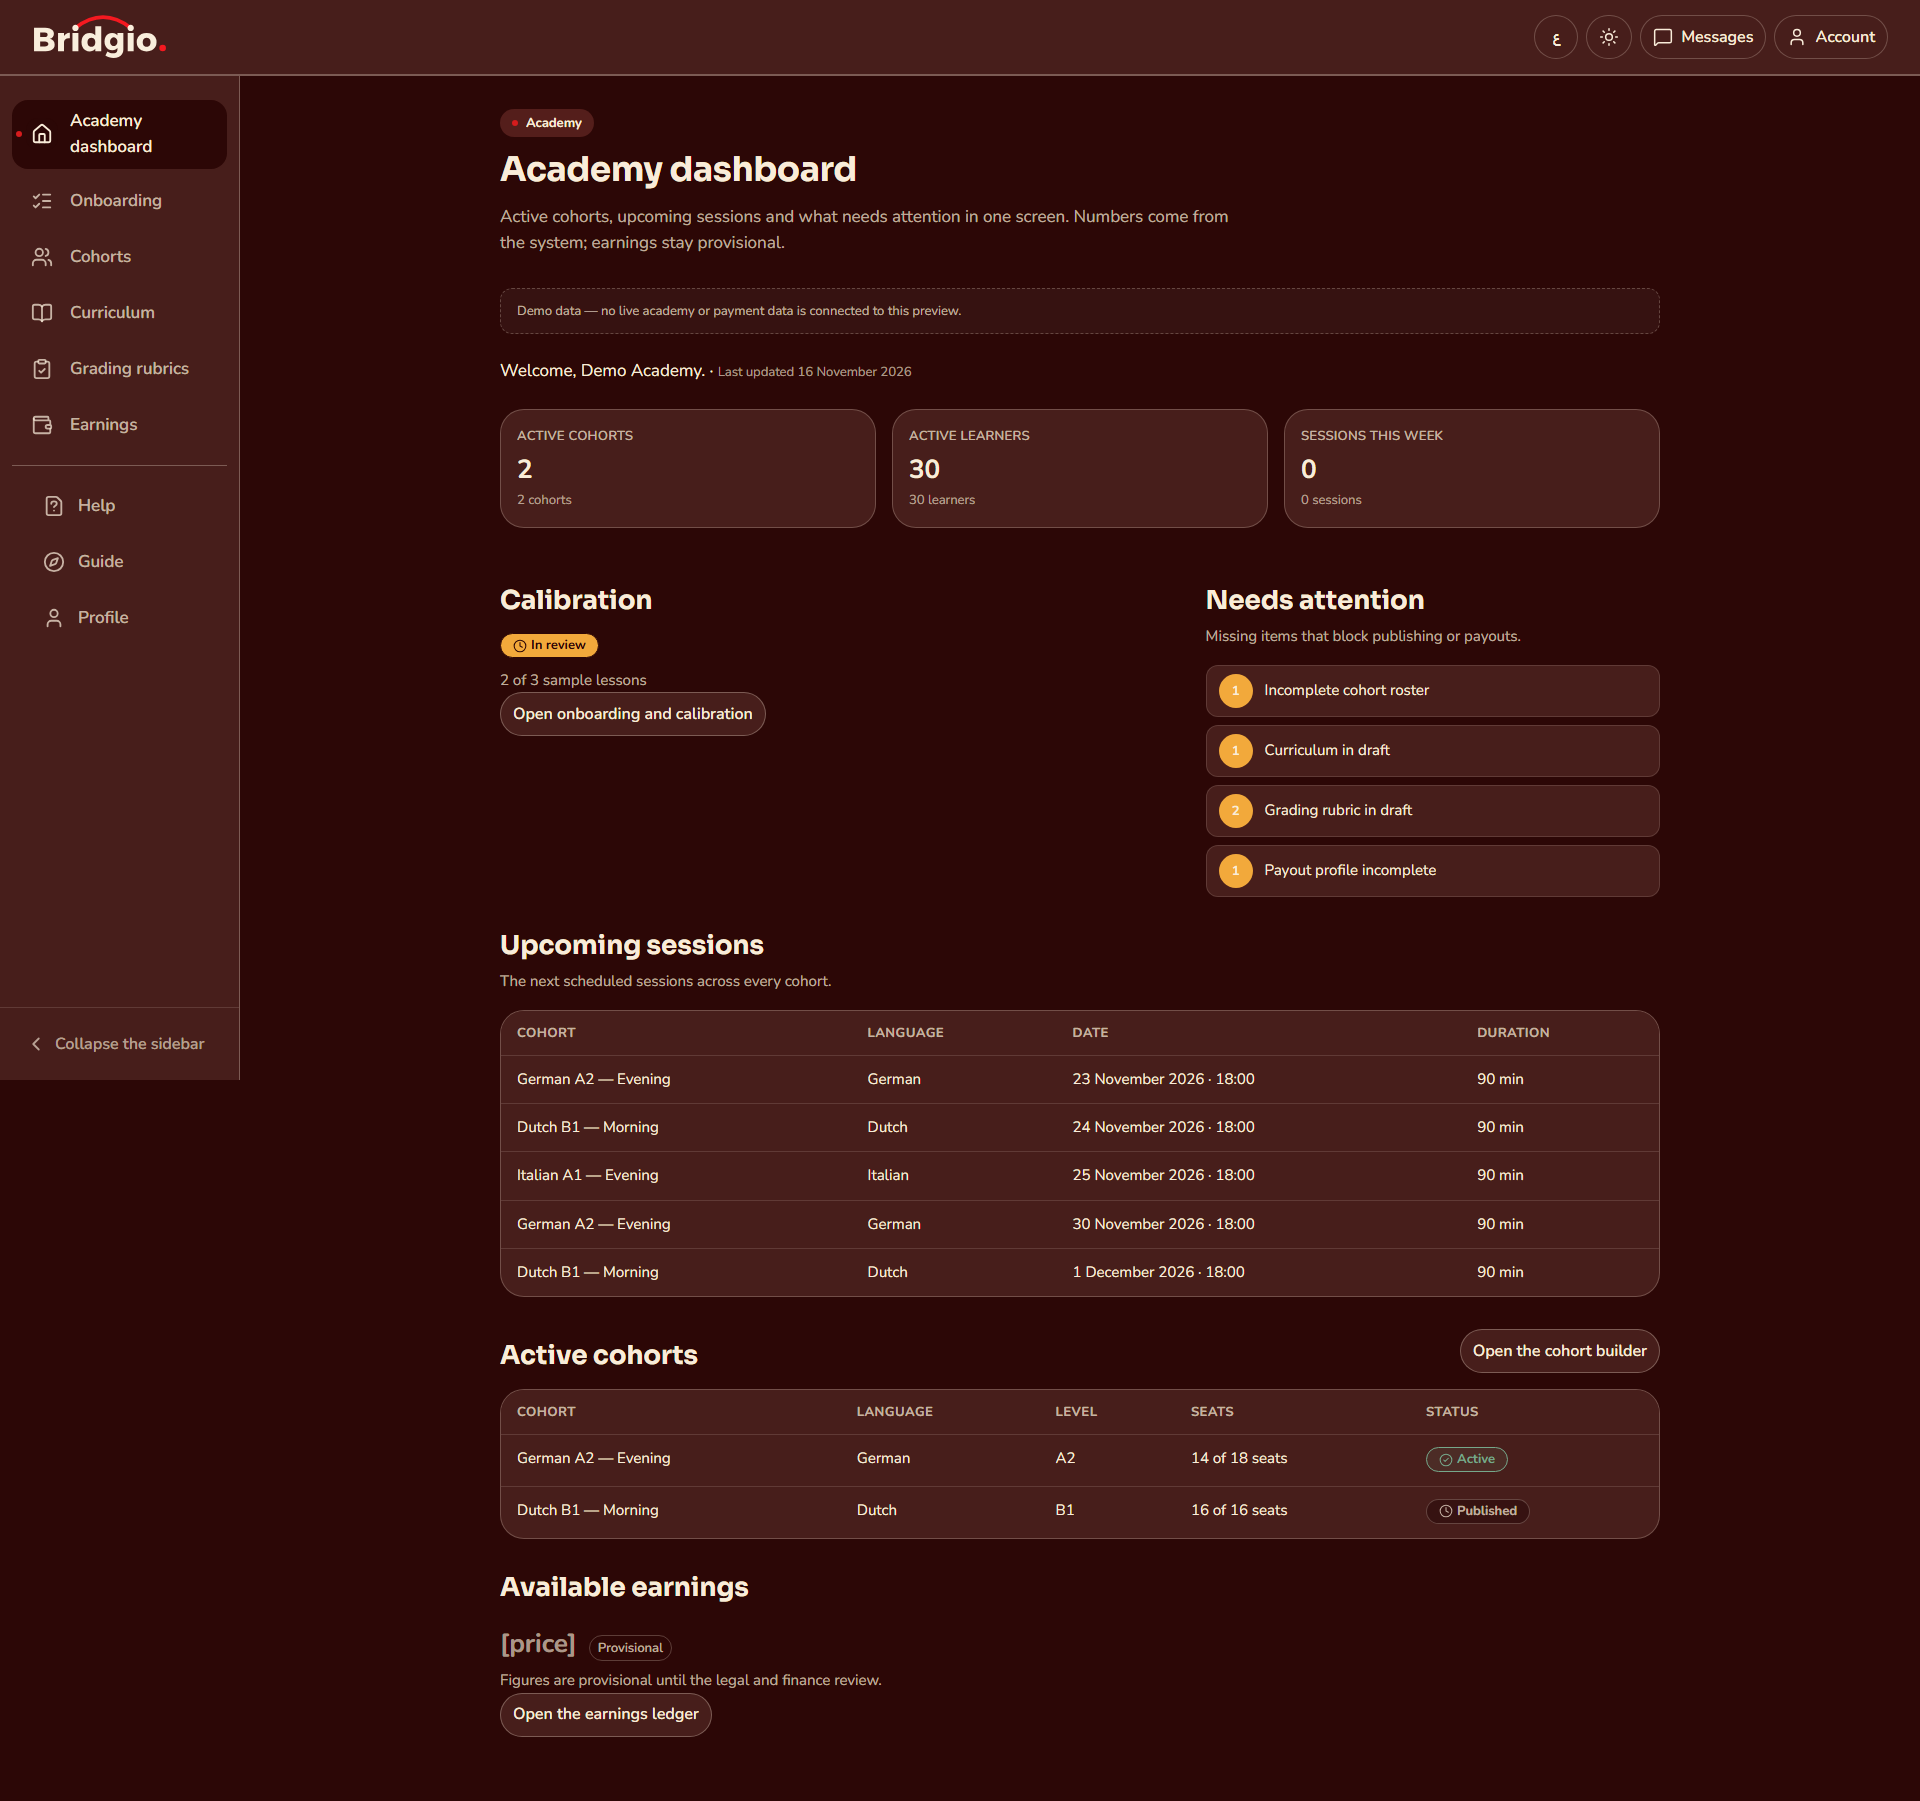 Bridgio.
ع
Messages
Account
Academy
dashboard
Onboarding
Cohorts
Curriculum
Grading rubrics
Earnings
Help
Guide
Profile
Collapse the sidebar
Academy
Academy dashboard
Active cohorts, upcoming sessions and what needs attention in one screen. Numbers come from
the system; earnings stay provisional.
Demo data — no live academy or payment data is connected to this preview.
Welcome, Demo Academy. · Last updated 16 November 2026
ACTIVE COHORTS
2
2 cohorts
ACTIVE LEARNERS
30
30 learners
SESSIONS THIS WEEK
0
0 sessions
Calibration
In review
2 of 3 sample lessons
Open onboarding and calibration
Needs attention
Missing items that block publishing or payouts.
1 Incomplete cohort roster
1 Curriculum in draft
2 Grading rubric in draft
1 Payout profile incomplete
Upcoming sessions
The next scheduled sessions across every cohort.
COHORT LANGUAGE DATE DURATION
German A2 — Evening German 23 November 2026 · 18:00 90 min
Dutch B1 — Morning Dutch 24 November 2026 · 18:00 90 min
Italian A1 — Evening Italian 25 November 2026 · 18:00 90 min
German A2 — Evening German 30 November 2026 · 18:00 90 min
Dutch B1 — Morning Dutch 1 December 2026 · 18:00 90 min
Active cohorts
Open the cohort builder
COHORT LANGUAGE LEVEL SEATS STATUS
German A2 — Evening German A2 14 of 18 seats Active
Dutch B1 — Morning Dutch B1 16 of 16 seats Published
Available earnings
[price] Provisional
Figures are provisional until the legal and finance review.
Open the earnings ledger